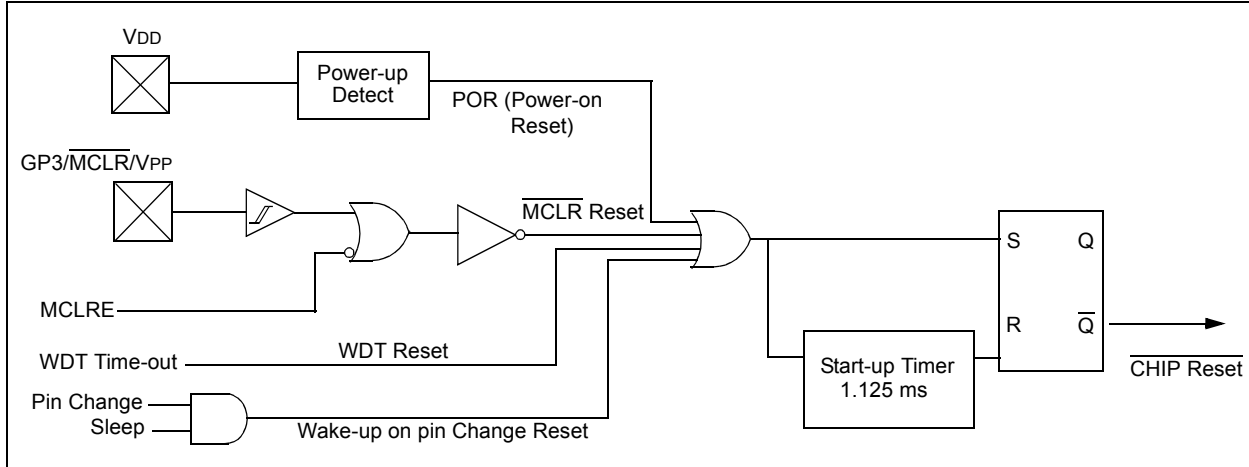 VDD
Power-up
Detect
POR (Power-on
Reset)
GP3/MCLR/VPP
MCLR Reset
MCLRE
WDT Time-out
WDT Reset
Pin Change
Sleep
Wake-up on pin Change Reset
S
Q
R
Q
Start-up Timer
1.125 ms
CHIP Reset